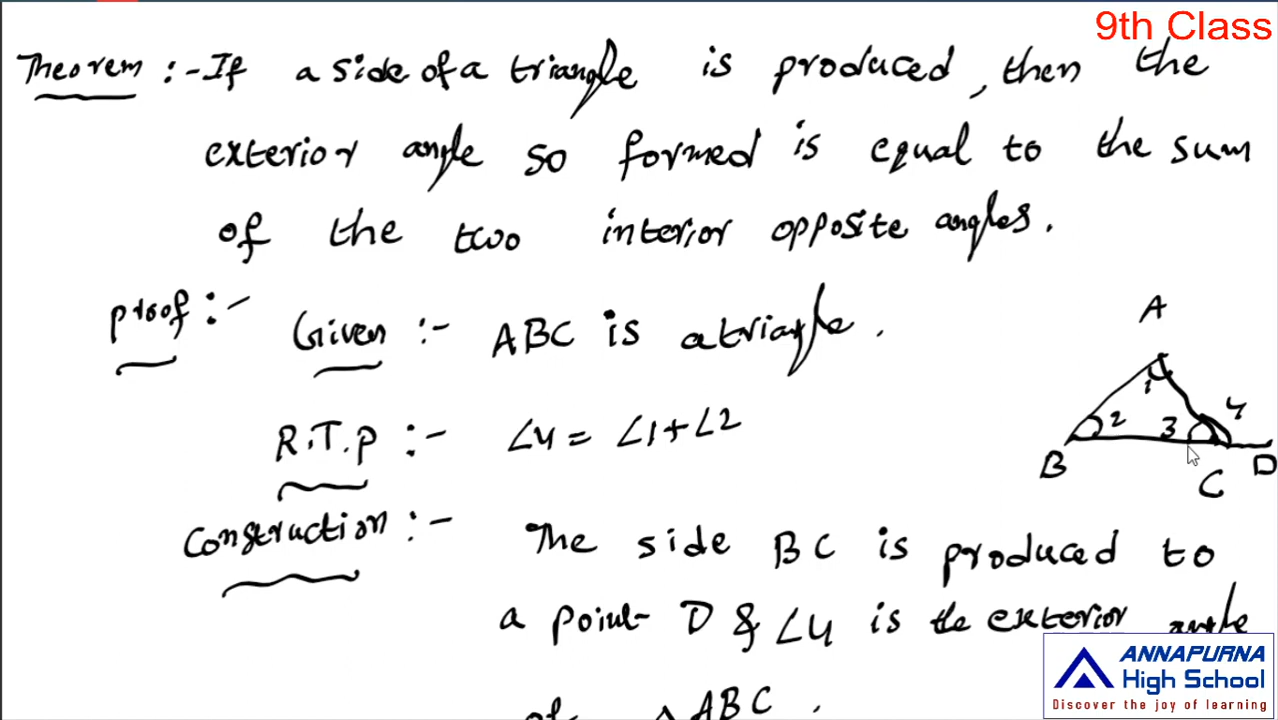 9th Class
Theorem :- If a side of a triangle is produced, then the
exterior angle so formed is equal to the sum
of the two interior opposite angles.
Proof :-
Given :- ABC is a triangle.
A
1
2
3
4
B
C
D
R.T.P :- ∠4 = ∠1+∠2
Construction :- The side BC is produced to
a point D & ∠4 is the exterior angle
of △ABC.
ANNAPURNA
High School
Discover the joy of learning